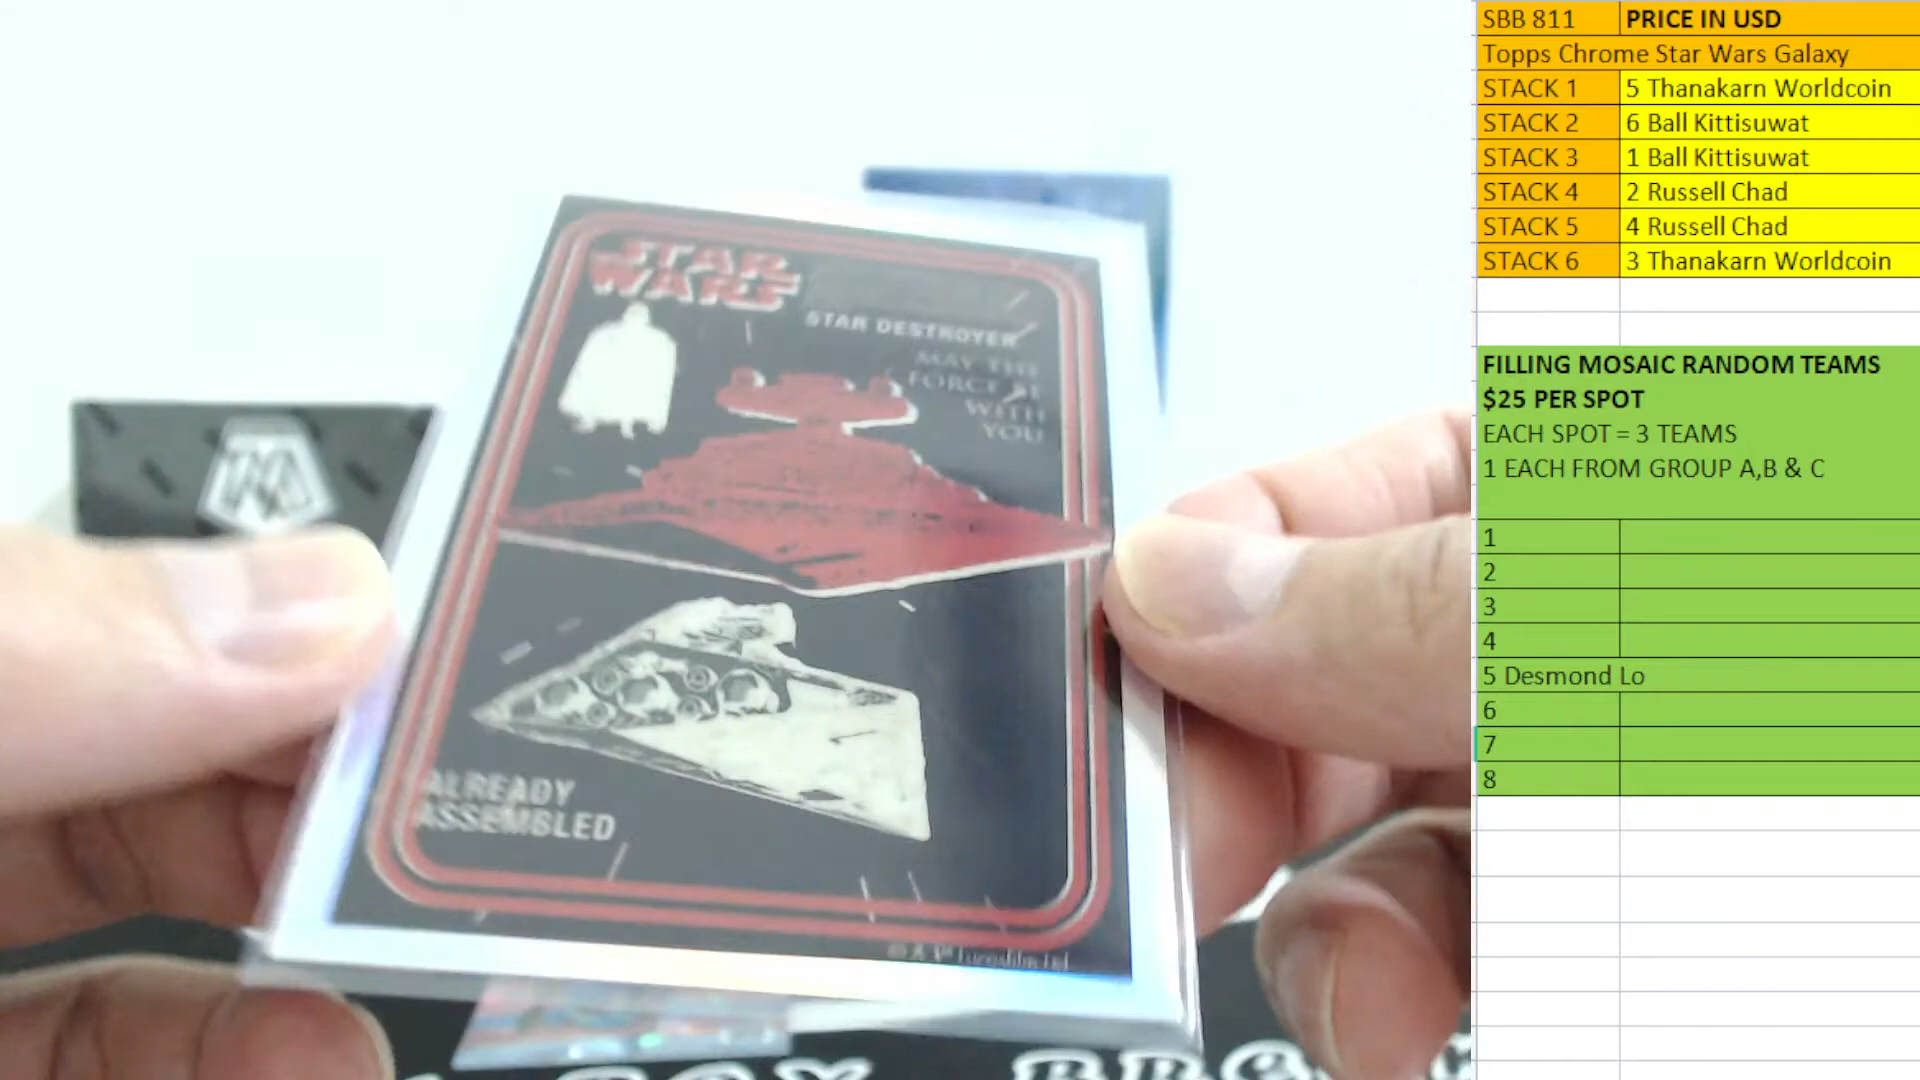 STAR
WARS
STAR DESTROYER
MAY THE
FORCE BE
WITH
YOU
ALREADY
ASSEMBLED
SBB 811 PRICE IN USD
Topps Chrome Star Wars Galaxy
STACK 1 5 Thanakarn Worldcoin
STACK 2 6 Ball Kittisuwat
STACK 3 1 Ball Kittisuwat
STACK 4 2 Russell Chad
STACK 5 4 Russell Chad
STACK 6 3 Thanakarn Worldcoin
FILLING MOSAIC RANDOM TEAMS
$25 PER SPOT
EACH SPOT = 3 TEAMS
1 EACH FROM GROUP A,B & C
1
2
3
4
5 Desmond Lo
6
7
8